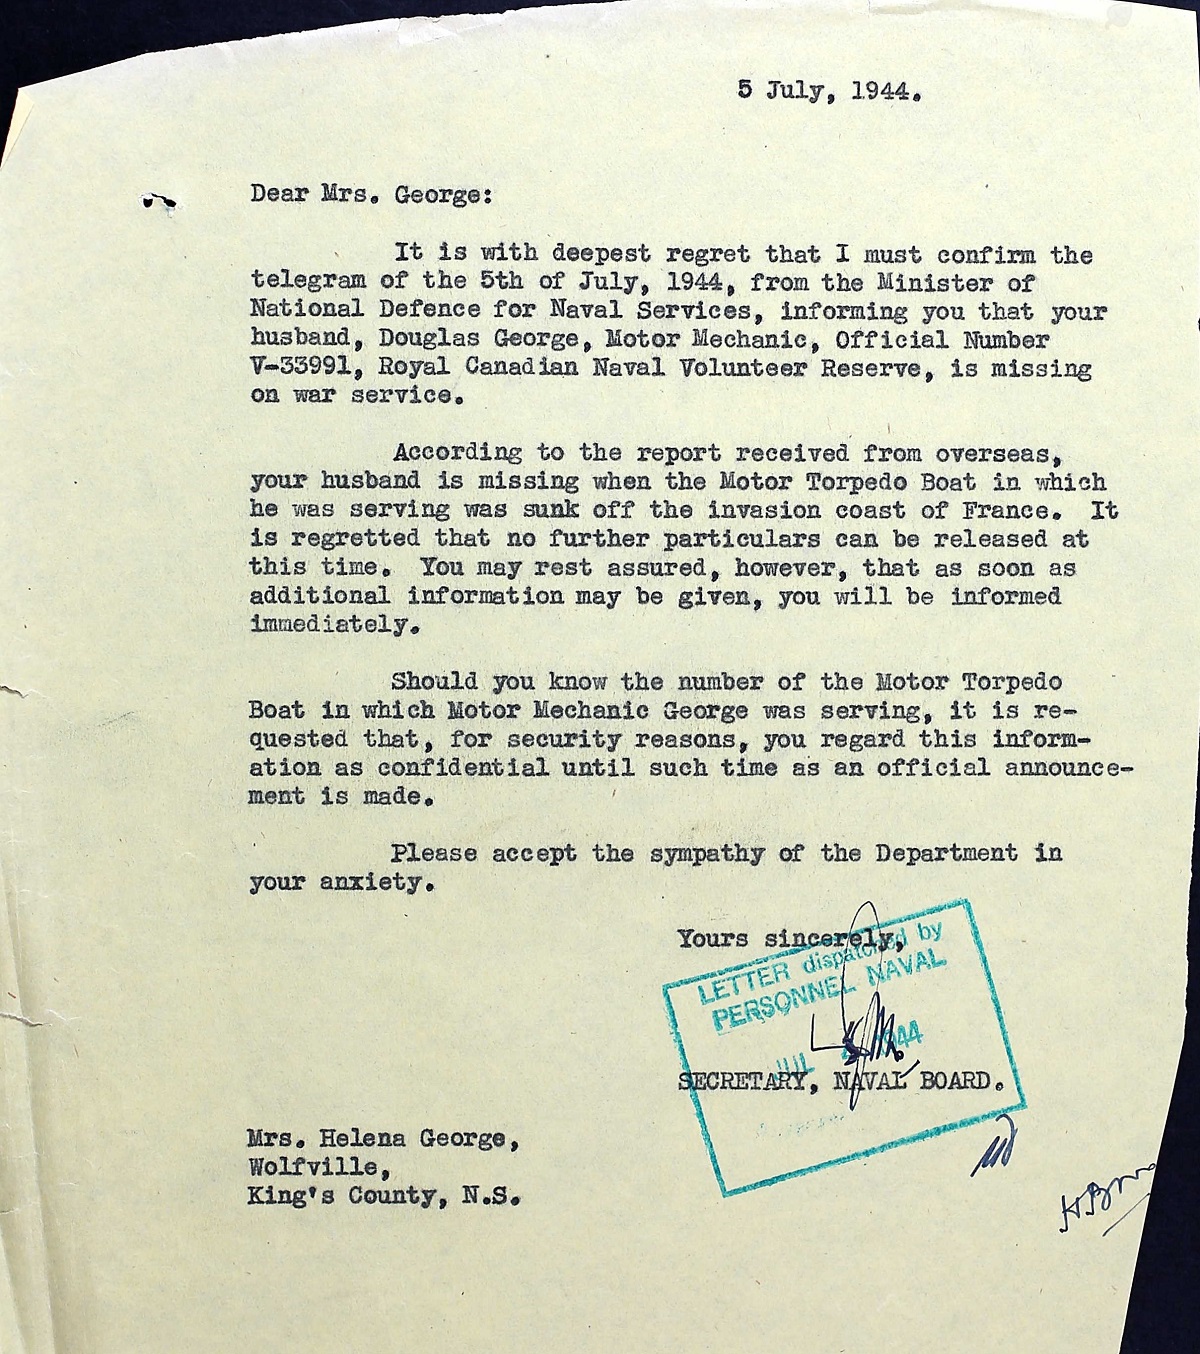 5 July, 1944.
Dear Mrs. George:
It is with deepest regret that I must confirm the
telegram of the 5th of July, 1944, from the Minister of
National Defence for Naval Services, informing you that your
husband, Douglas George, Motor Mechanic, Official Number
V-33991, Royal Canadian Naval Volunteer Reserve, is missing
on war service.
According to the report received from overseas,
your husband is missing when the Motor Torpedo Boat in which
he was serving was sunk off the invasion coast of France. It
is regretted that no further particulars can be released at
this time. You may rest assured, however, that as soon as
additional information may be given, you will be informed
immediately.
Should you know the number of the Motor Torpedo
Boat in which Motor Mechanic George was serving, it is re-
quested that, for security reasons, you regard this inform-
ation as confidential until such time as an official announce-
ment is made.
Please accept the sympathy of the Department in
your anxiety.
Yours sincerely,
LETTER dispatched by
PERSONNEL NAVAL
JUL 1944
SECRETARY, NAVAL BOARD.
Mrs. Helena George,
Wolfville,
King's County, N.S.